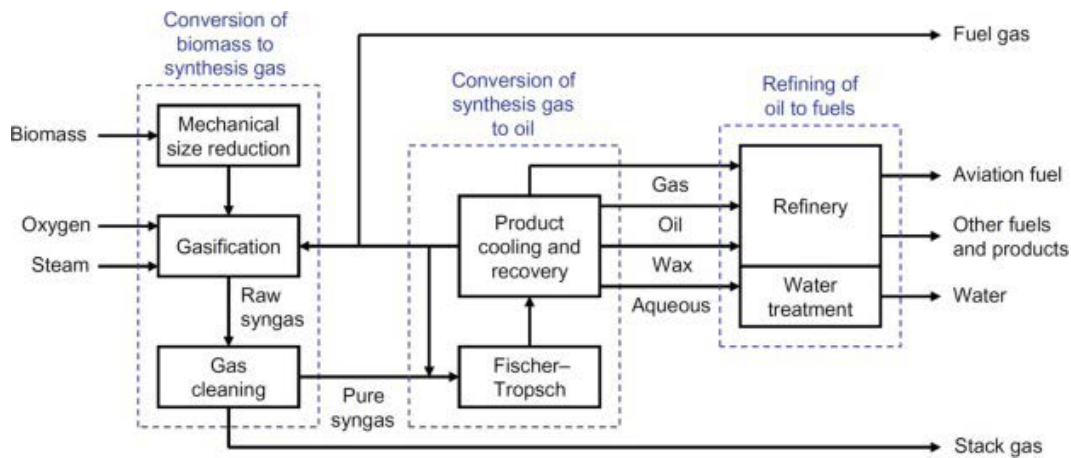 Conversion of
biomass to
synthesis gas
Fuel gas
Conversion of
synthesis gas
to oil
Refining of
oil to fuels
Biomass
Mechanical
size reduction
Gas
Oil
Wax
Aqueous
Refinery
Aviation fuel
Other fuels
and products
Oxygen
Steam
Gasification
Product
cooling and
recovery
Water
treatment
Water
Raw
syngas
Gas
cleaning
Pure
syngas
Fischer–
Tropsch
Stack gas